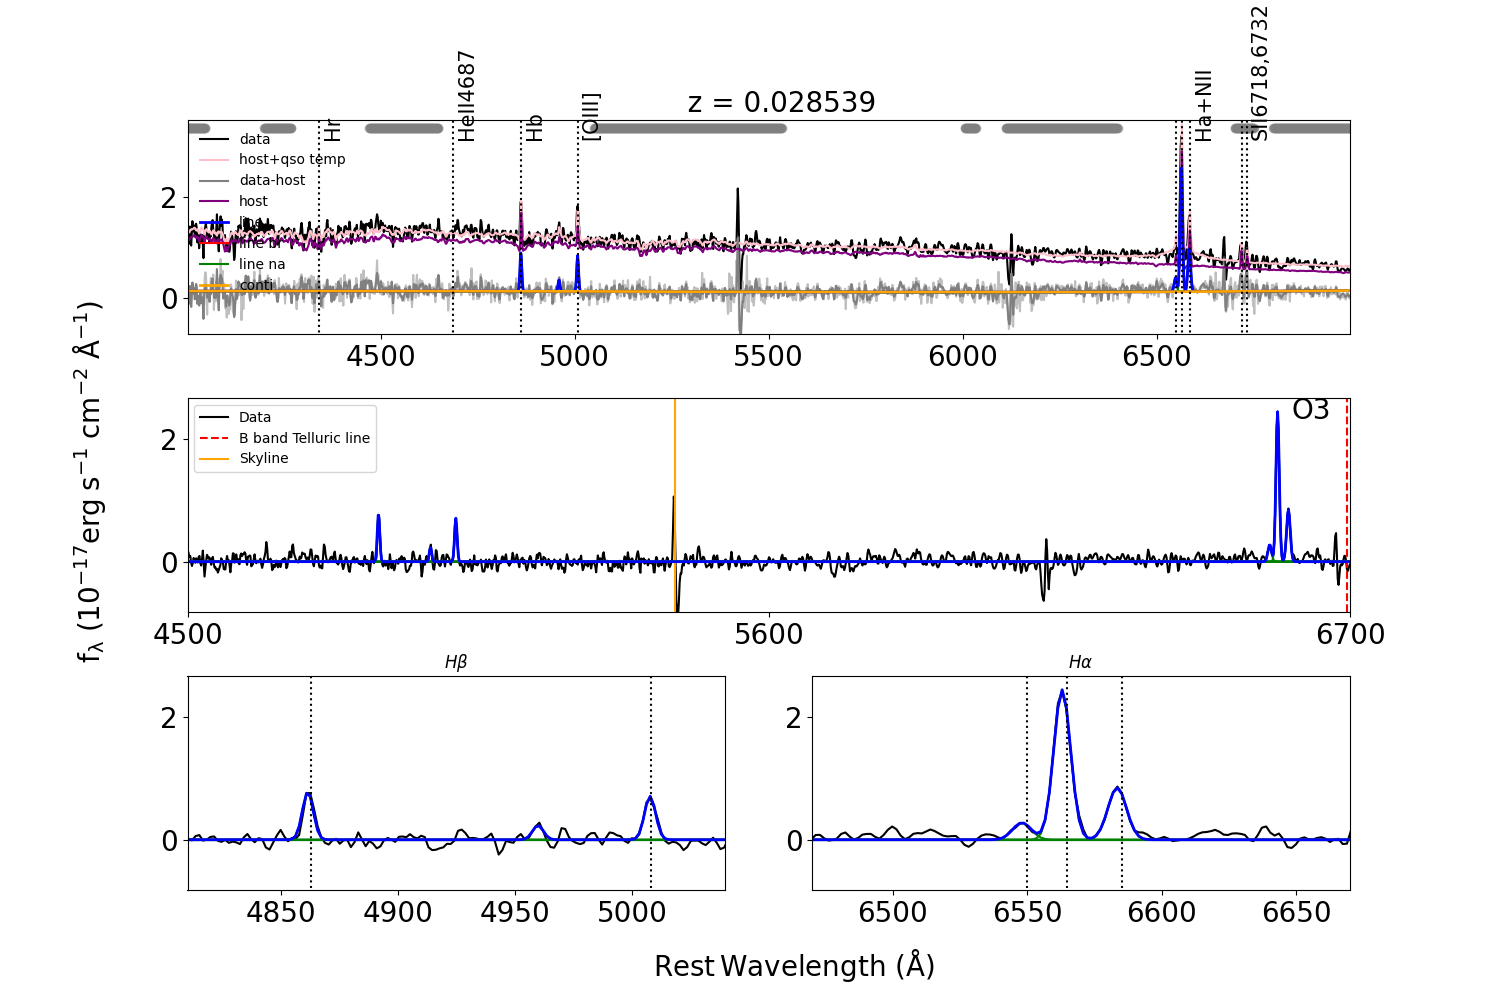 z = 0.028539
Hr
HeII4687
Hb
[OIII]
Ha+NII
SII6718,6732
data
host+qso temp
data-host
host
line
line br
line na
conti
2
0
4500 5000 5500 6000 6500
Data
B band Telluric line
Skyline
O3
2
0
4500 5600 6700
fλ (10−17erg s−1 cm−2 Å−1)
Hβ
2
0
4850 4900 4950 5000
Hα
2
0
6500 6550 6600 6650
Rest Wavelength (Å)